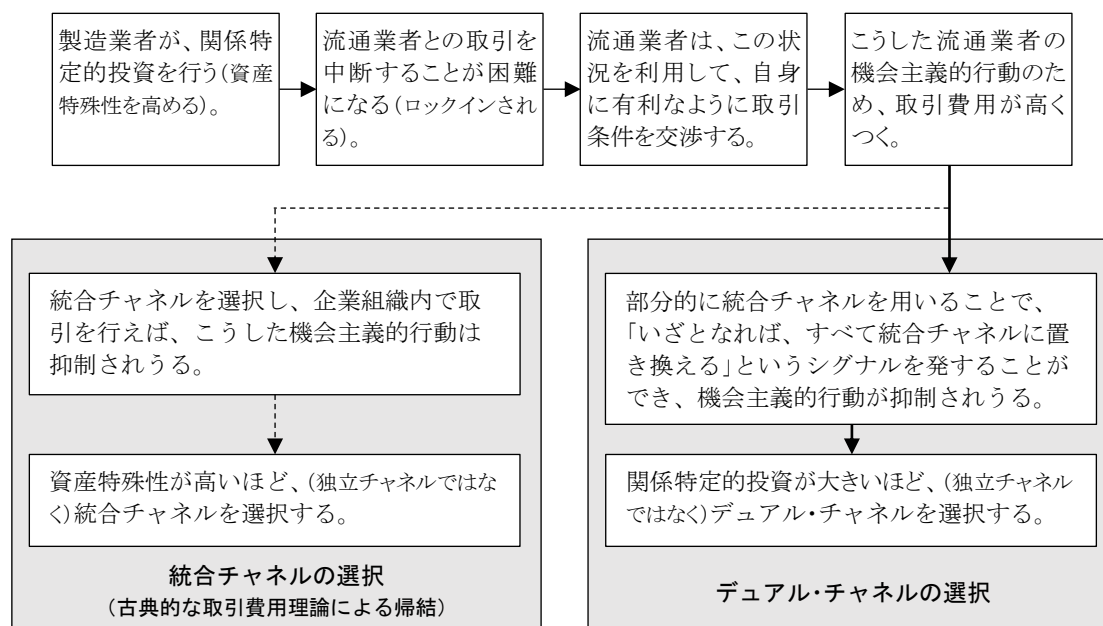 製造業者が、関係特
定的投資を行う(資産
特殊性を高める)。
流通業者との取引を
中断することが困難
になる(ロックインされ
る)。
流通業者は、この状
況を利用して、自身
に有利なように取引
条件を交渉する。
こうした流通業者の
機会主義的行動のた
め、取引費用が高く
つく。
統合チャネルを選択し、企業組織内で取
引を行えば、こうした機会主義的行動は
抑制されうる。
資産特殊性が高いほど、(独立チャネルではな
く)統合チャネルを選択する。
統合チャネルの選択
(古典的な取引費用理論による帰結)
部分的に統合チャネルを用いることで、
「いざとなれば、すべて統合チャネルに置
き換える」というシグナルを発することが
でき、機会主義的行動が抑制されうる。
関係特定的投資が大きいほど、(独立チャネル
ではなく)デュアル・チャネルを選択する。
デュアル・チャネルの選択